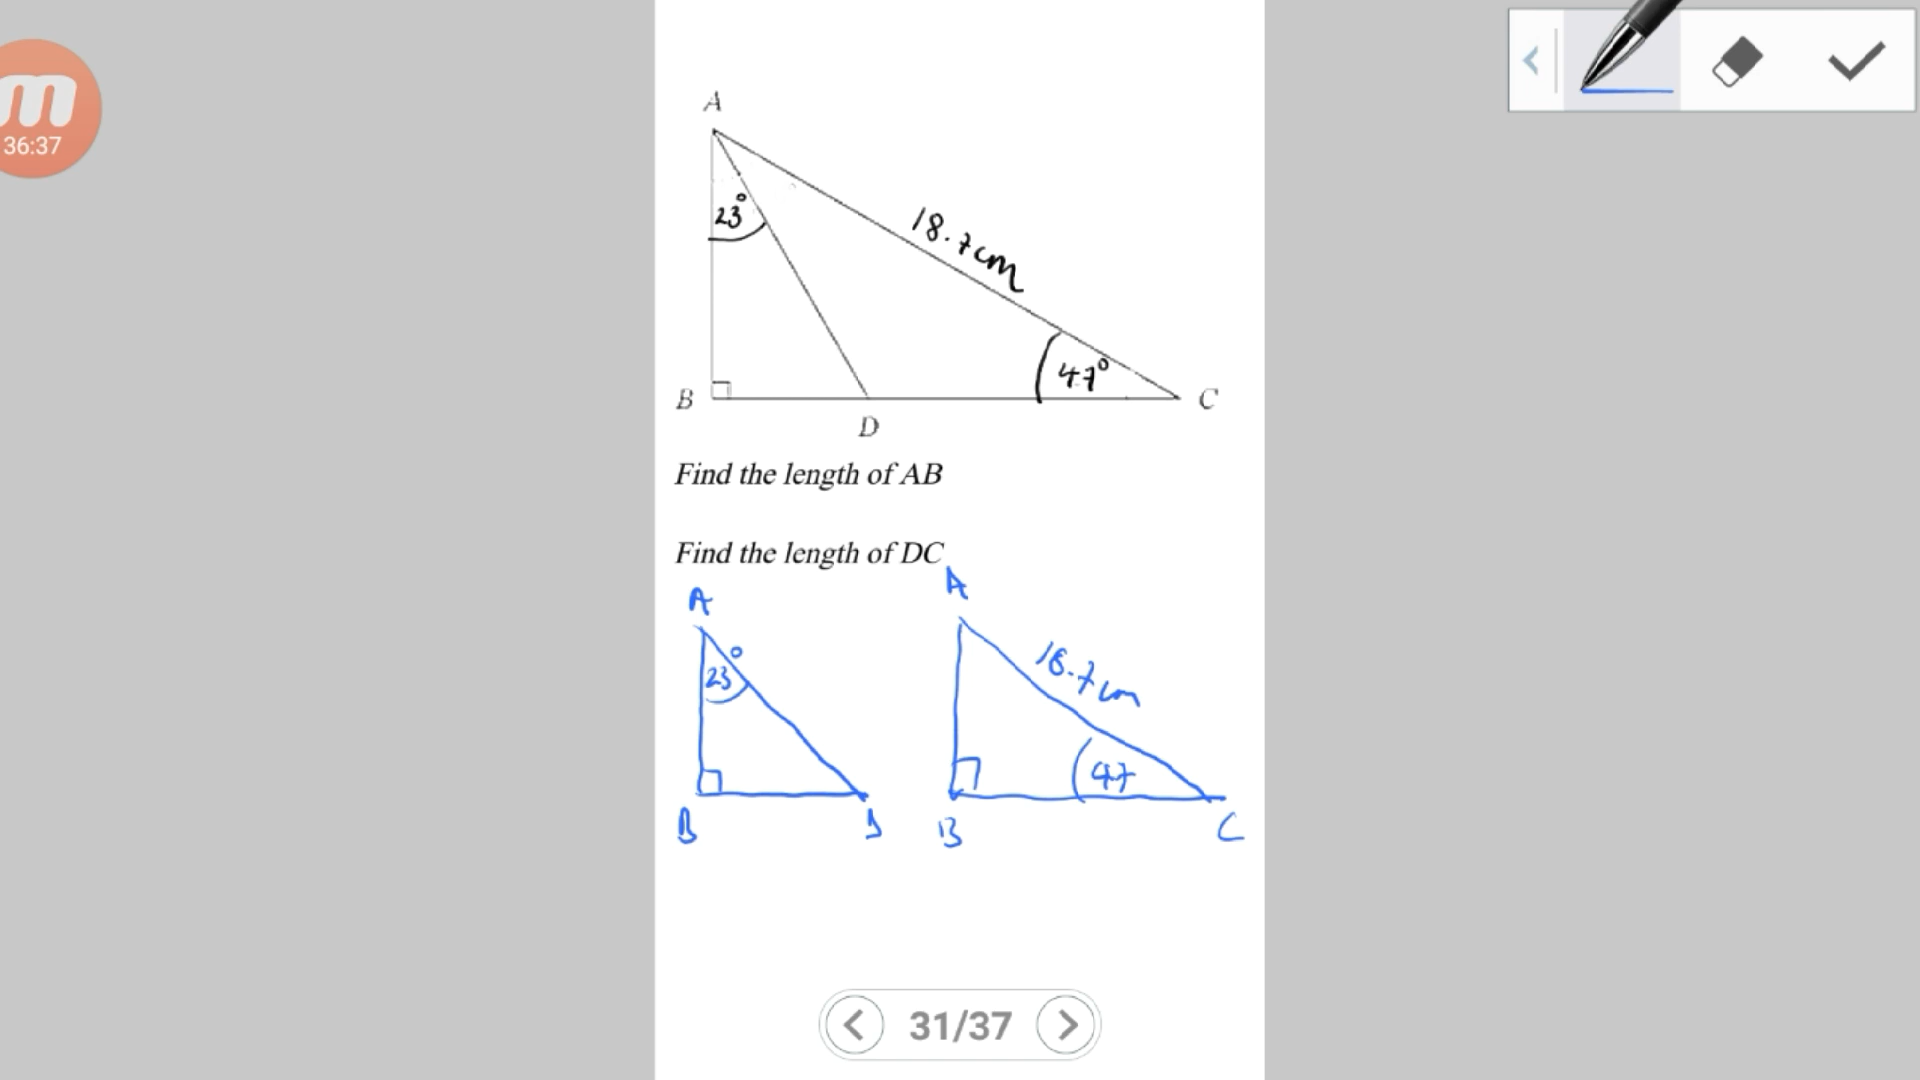 m
36:37
A
23°
18.7cm
47°
B
C
D
Find the length of AB
Find the length of DC
A
A
23°
18.7cm
47
B
D
B
C
31/37